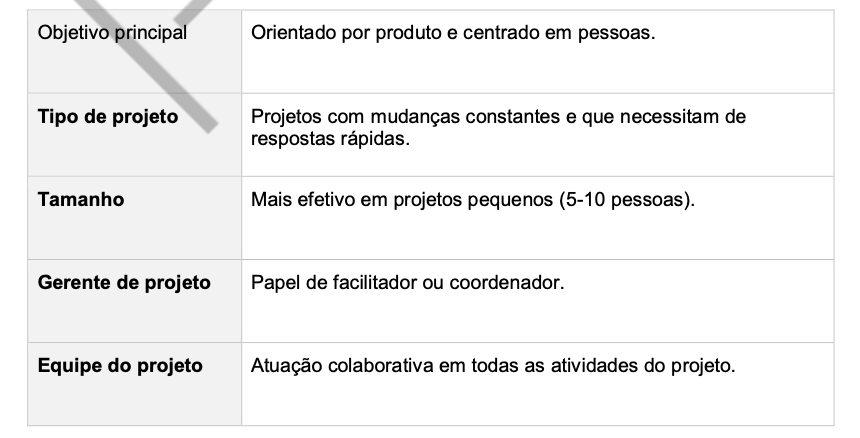 Objetivo principal
Orientado por produto e centrado em pessoas.
Tipo de projeto
Projetos com mudanças constantes e que necessitam de
respostas rápidas.
Tamanho
Mais efetivo em projetos pequenos (5-10 pessoas).
Gerente de projeto
Papel de facilitador ou coordenador.
Equipe do projeto
Atuação colaborativa em todas as atividades do projeto.